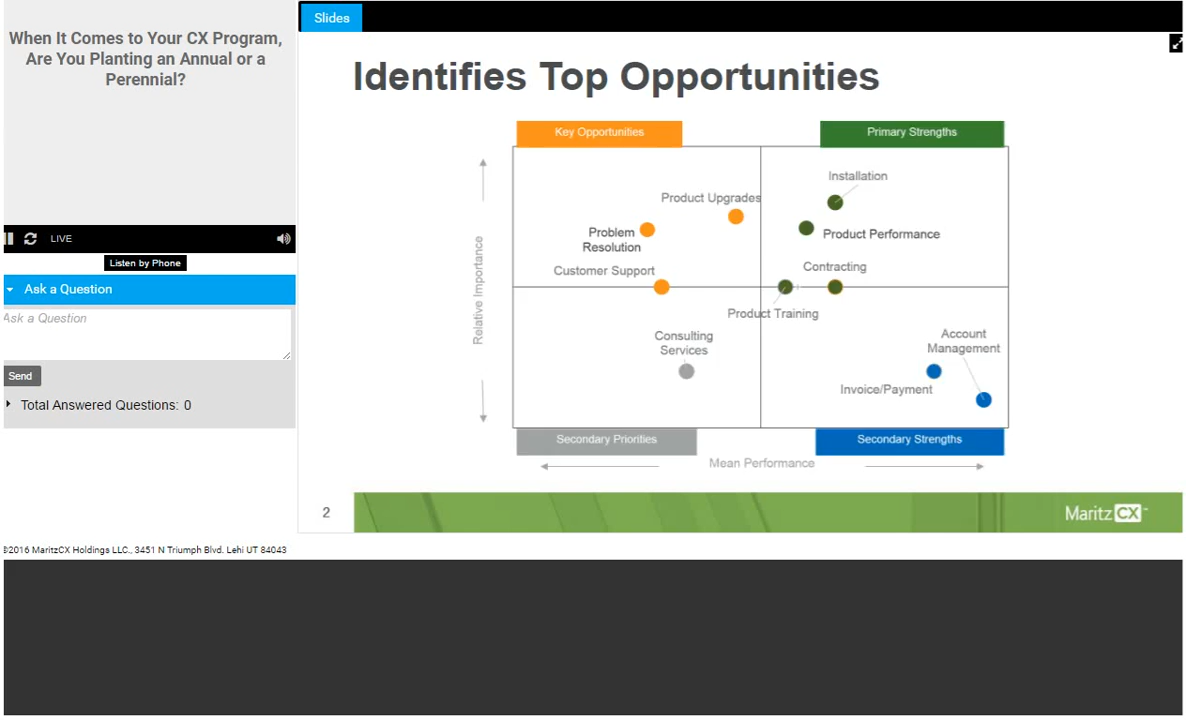 When It Comes to Your CX Program,
Are You Planting an Annual or a
Perennial?
LIVE
Listen by Phone
Ask a Question
Ask a Question
Send
Total Answered Questions: 0
Slides
Identifies Top Opportunities
Key Opportunities
Primary Strengths
Installation
Product Upgrades
Problem
Resolution
Product Performance
Customer Support
Contracting
Product Training
Relative Importance
Consulting
Services
Account
Management
Invoice/Payment
Secondary Priorities
Secondary Strengths
Mean Performance
2
MaritzCX
©2016 MaritzCX Holdings LLC., 3451 N Triumph Blvd. Lehi UT 84043